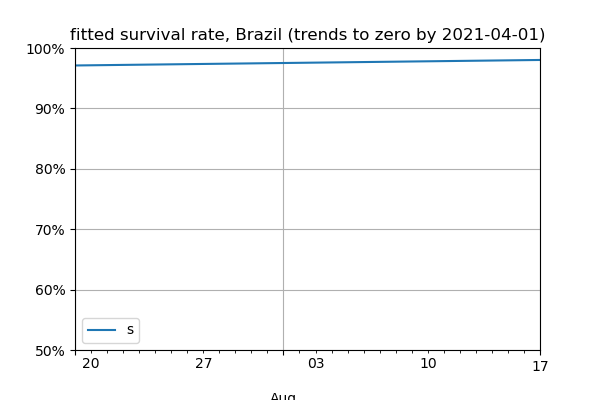 fitted survival rate, Brazil (trends to zero by 2021-04-01)
100%
90%
80%
70%
60%
50%
s
20 27 03 10 17
Aug